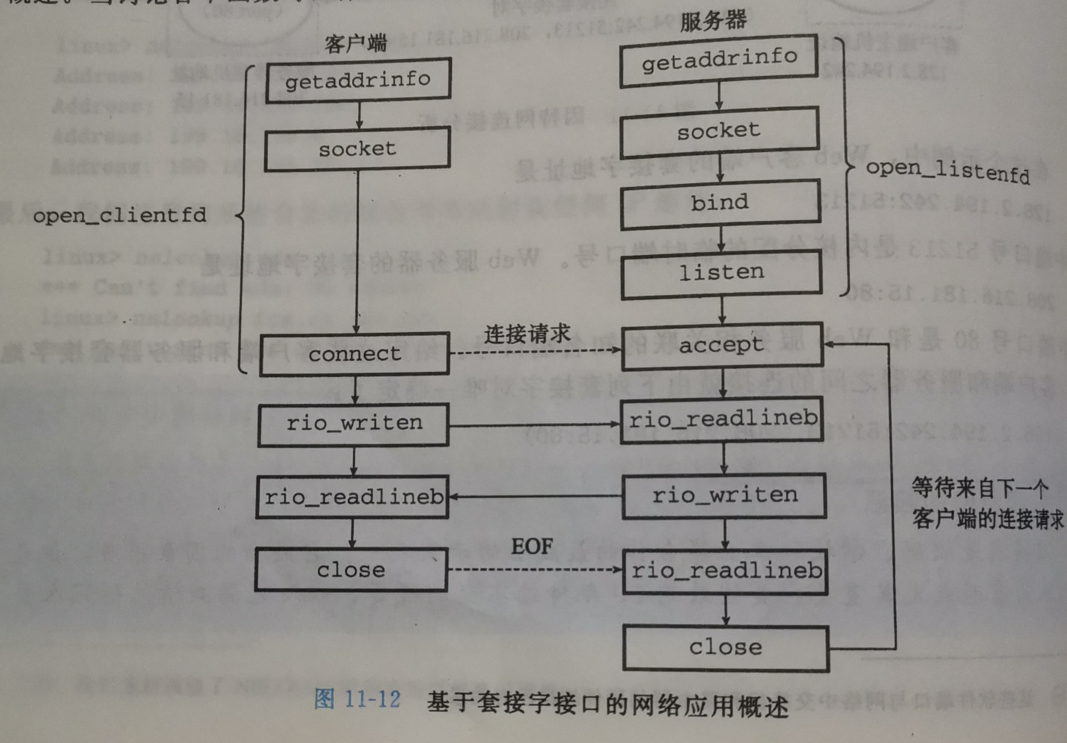 客户端
服务器
getaddrinfo
getaddrinfo
socket
socket
open_clientfd
open_listenfd
bind
listen
连接请求
connect
accept
rio_writen
rio_readlineb
rio_readlineb
rio_writen
等待来自下一个
客户端的连接请求
EOF
close
rio_readlineb
close
图 11-12 基于套接字接口的网络应用概述